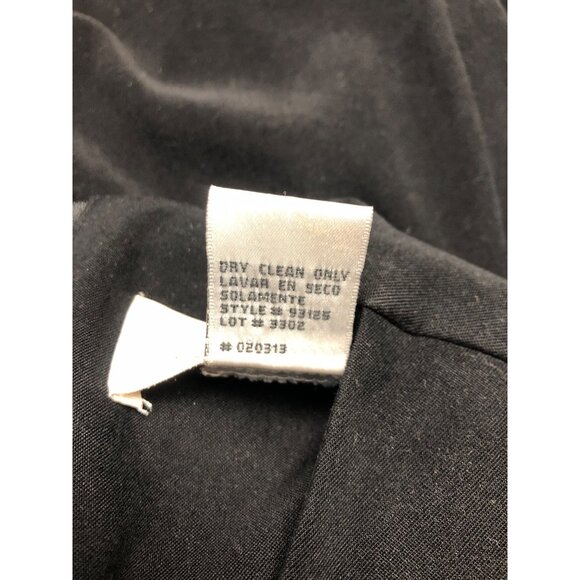 DRY CLEAN ONLY
LAVAR EN SECO
SOLAMENTE
STYLE # 93125
LOT # 3302
# 020313